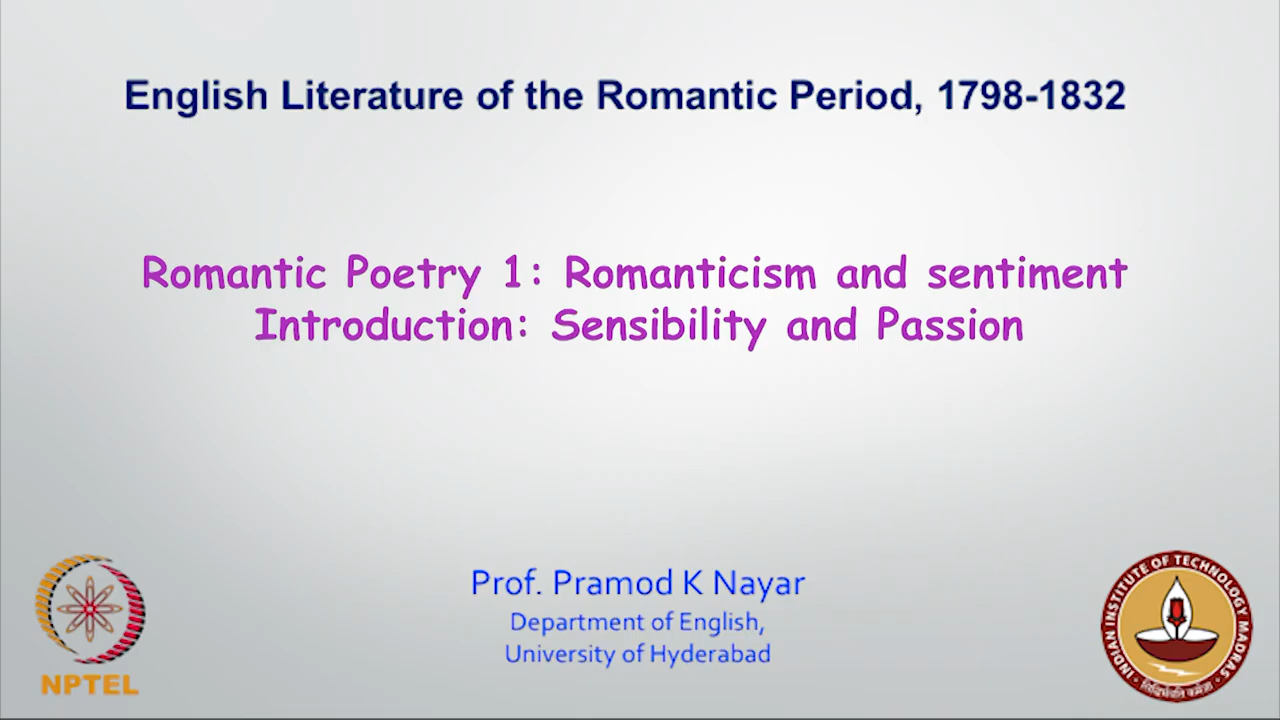 English Literature of the Romantic Period, 1798-1832
Romantic Poetry 1: Romanticism and sentiment
Introduction: Sensibility and Passion
Prof. Pramod K Nayar
Department of English,
University of Hyderabad
NPTEL
INDIAN INSTITUTE OF TECHNOLOGY MADRAS